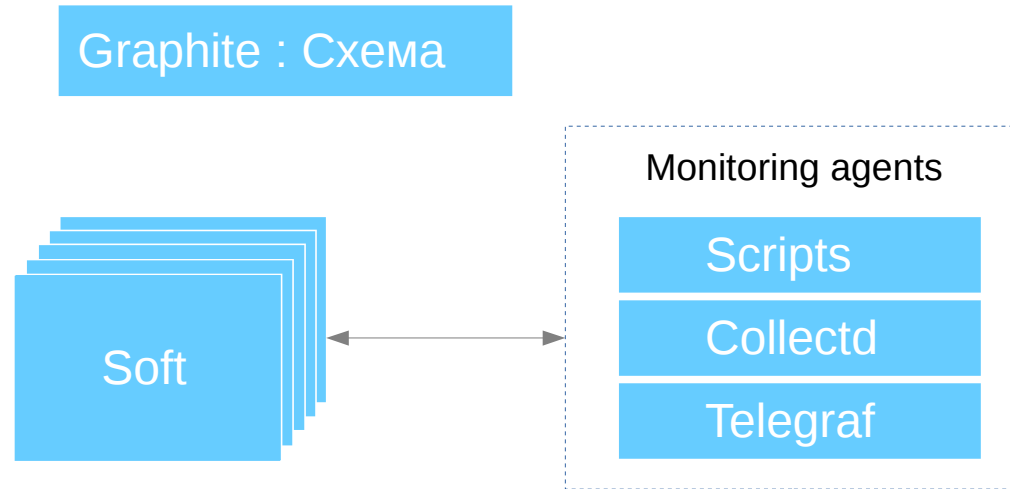 Graphite : Схема
Monitoring agents
Scripts
Collectd
Telegraf
Soft